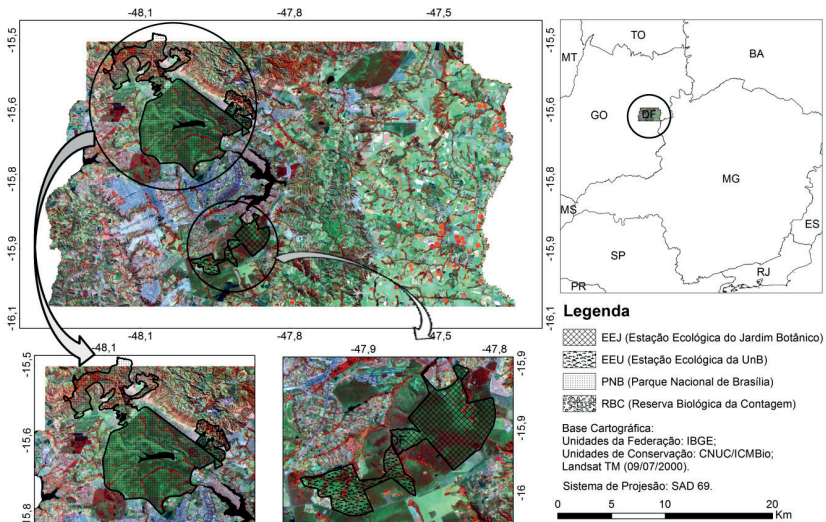 -48,1 -47,8 -47,5
-15,5
-15,6
-15,8
-15,9
-16,1
-15,5
-15,6
-15,8
-15,9
-16,1
-48,1 -47,8 -47,5
TO
BA
MT
GO
DF
MG
MS
ES
SP
RJ
PR
-48,1
-15,5
-15,6
-15,8
-47,9 -47,8
-15,9
-15,9
-16
Legenda
EEJ (Estação Ecológica do Jardim Botânico)
EEU (Estação Ecológica da UnB)
PNB (Parque Nacional de Brasília)
RBC (Reserva Biológica da Contagem)
Base Cartográfica:
Unidades da Federação: IBGE;
Unidades de Conservação: CNUC/ICMBio;
Landsat TM (09/07/2000).
Sistema de Projesão: SAD 69.
0 5 10 20
Km